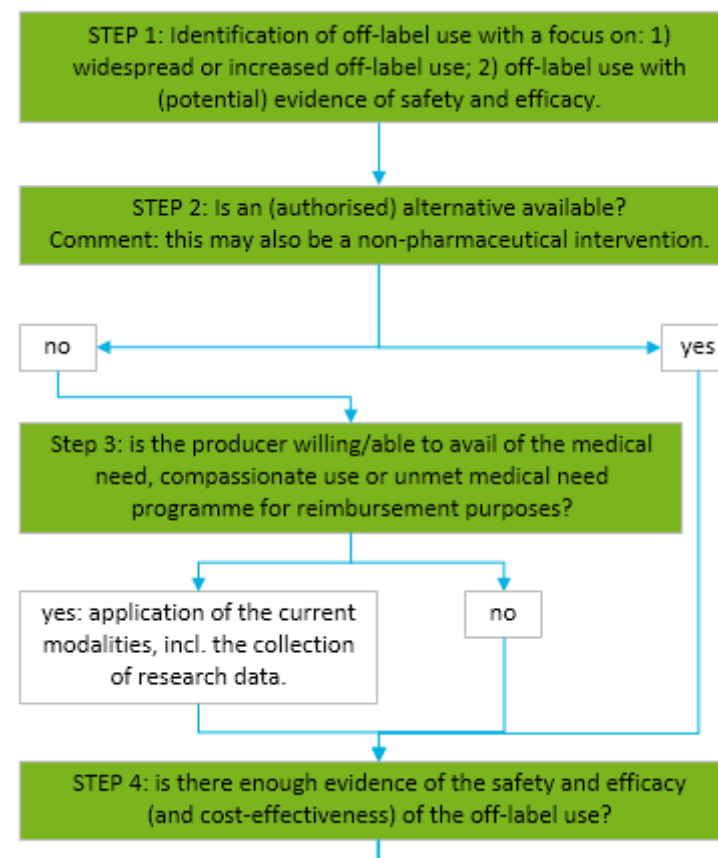 STEP 1: Identification of off-label use with a focus on: 1)
widespread or increased off-label use; 2) off-label use with
(potential) evidence of safety and efficacy.
STEP 2: Is an (authorised) alternative available?
Comment: this may also be a non-pharmaceutical intervention.
no
yes
Step 3: is the producer willing/able to avail of the medical
need, compassionate use or unmet medical need
programme for reimbursement purposes?
yes: application of the current
modalities, incl. the collection
of research data.
no
STEP 4: is there enough evidence of the safety and efficacy
(and cost-effectiveness) of the off-label use?